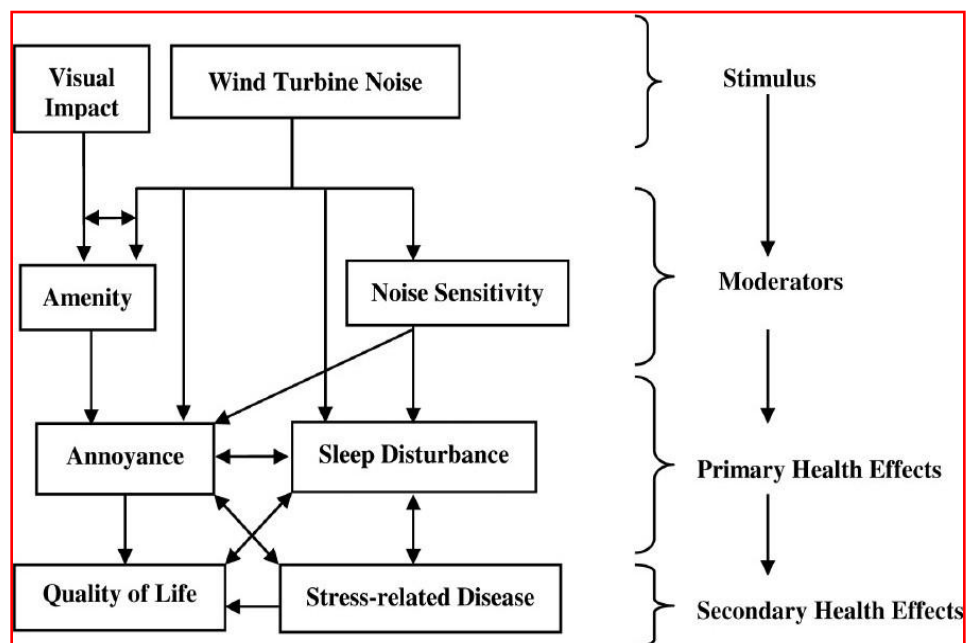 Visual
Impact
Wind Turbine Noise
Stimulus
Amenity
Noise Sensitivity
Moderators
Annoyance
Sleep Disturbance
Primary Health Effects
Quality of Life
Stress-related Disease
Secondary Health Effects